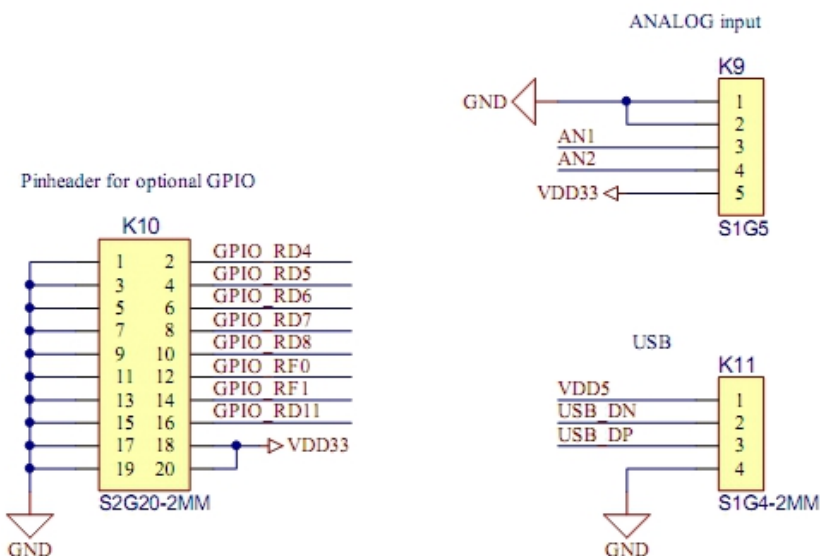 ANALOG input
K9
GND
1
2
AN1 3
AN2 4
VDD33 5
S1G5
Pinheader for optional GPIO
K10
1 2 GPIO_RD4
3 4 GPIO_RD5
5 6 GPIO_RD6
7 8 GPIO_RD7
9 10 GPIO_RD8
11 12 GPIO_RF0
13 14 GPIO_RF1
15 16 GPIO_RD11
17 18 VDD33
19 20
S2G20-2MM
GND
USB
K11
VDD5 1
USB_DN 2
USB_DP 3
4
S1G4-2MM
GND